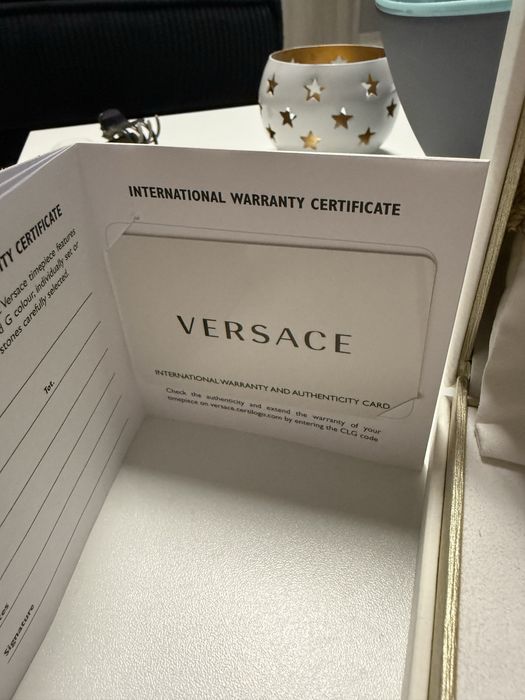 TY CERTIFICATE
Versace timepiece features
d G colour, individually set or
stones carefully selected.
Tot.
Signature
INTERNATIONAL WARRANTY CERTIFICATE
VERSACE
INTERNATIONAL WARRANTY AND AUTHENTICITY CARD
Check the authenticity and extend the warranty of your
timepiece on versace.certilogo.com by entering the CLG code